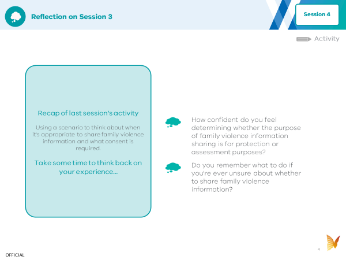 Reflection on Session 3
Session 4
Activity
Recap of last session's activity
Using a scenario to think about when
it's appropriate to share family violence
information and what consent is
required
Take some time to think back on
your experience...
How confident do you feel
determining whether the purpose
of family violence information
sharing is for protection or
assessment purposes?
Do you remember what to do if
you're ever unsure about whether
to share family violence
information?
OFFICIAL